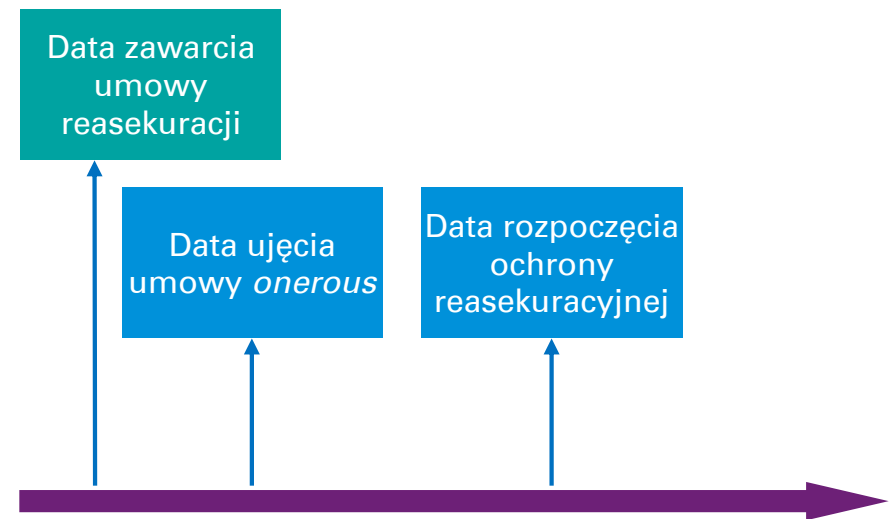 Data zawarcia
umowy
reasekuracji
Data ujęcia
umowy onerous
Data rozpoczęcia
ochrony
reasekuracyjnej